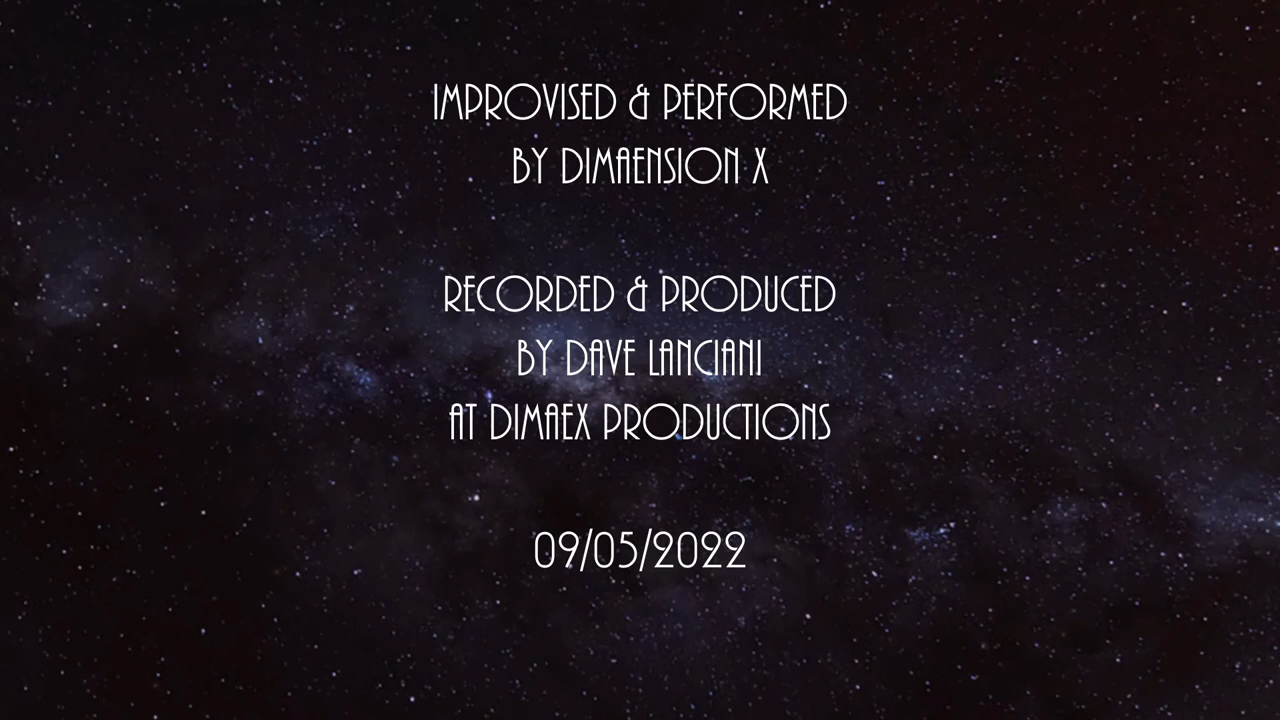 IMPROVISED & PERFORMED
BY DIMAENSION X
RECORDED & PRODUCED
BY DAVE LANCIANI
AT DIMAEX PRODUCTIONS
09/05/2022